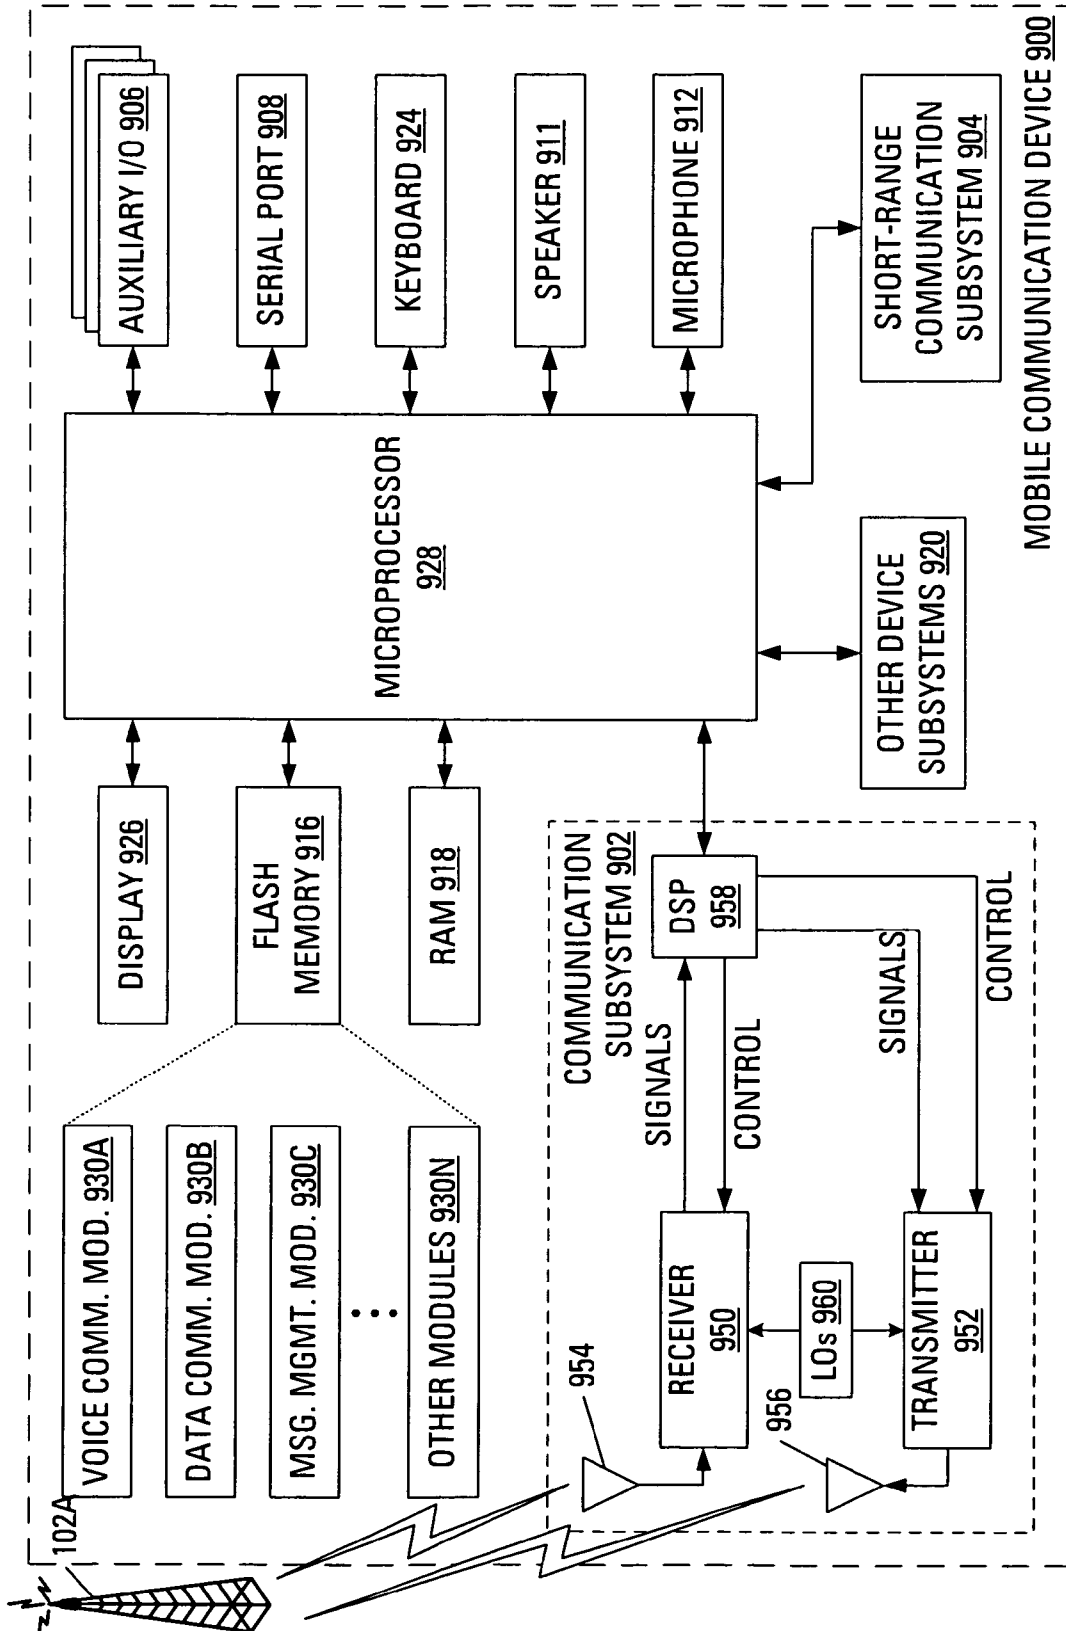 102A
VOICE COMM. MOD. 930A
DATA COMM. MOD. 930B
MSG. MGMT. MOD. 930C
OTHER MODULES 930N
DISPLAY 926
FLASH
MEMORY 916
RAM 918
MICROPROCESSOR
928
AUXILIARY I/O 906
SERIAL PORT 908
KEYBOARD 924
SPEAKER 911
MICROPHONE 912
COMMUNICATION
SUBSYSTEM 902
954
RECEIVER
950
SIGNALS
CONTROL
DSP
958
LOs 960
956
TRANSMITTER
952
SIGNALS
CONTROL
OTHER DEVICE
SUBSYSTEMS 920
SHORT-RANGE
COMMUNICATION
SUBSYSTEM 904
MOBILE COMMUNICATION DEVICE 900